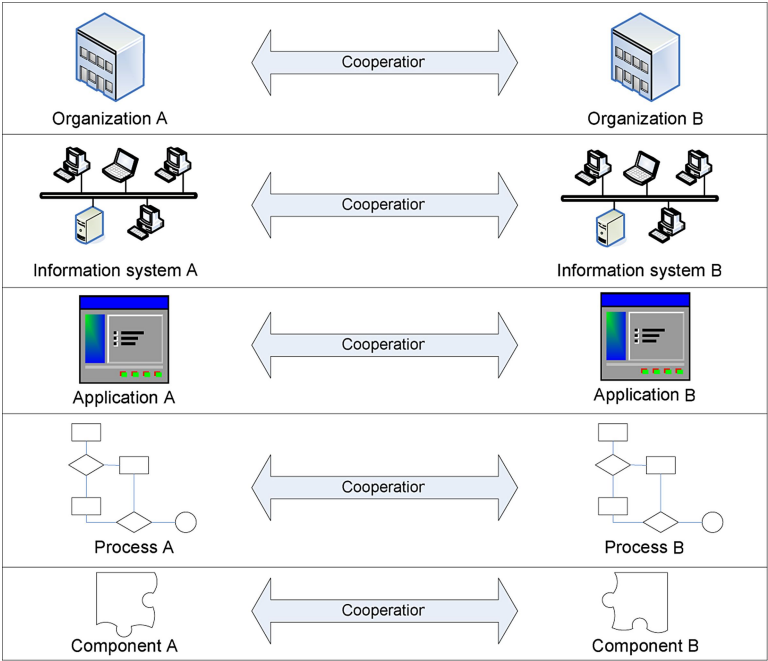 Organization A
Cooperatior
Organization B
Information system A
Cooperatior
Information system B
Application A
Cooperatior
Application B
Process A
Cooperatior
Process B
Component A
Cooperatior
Component B